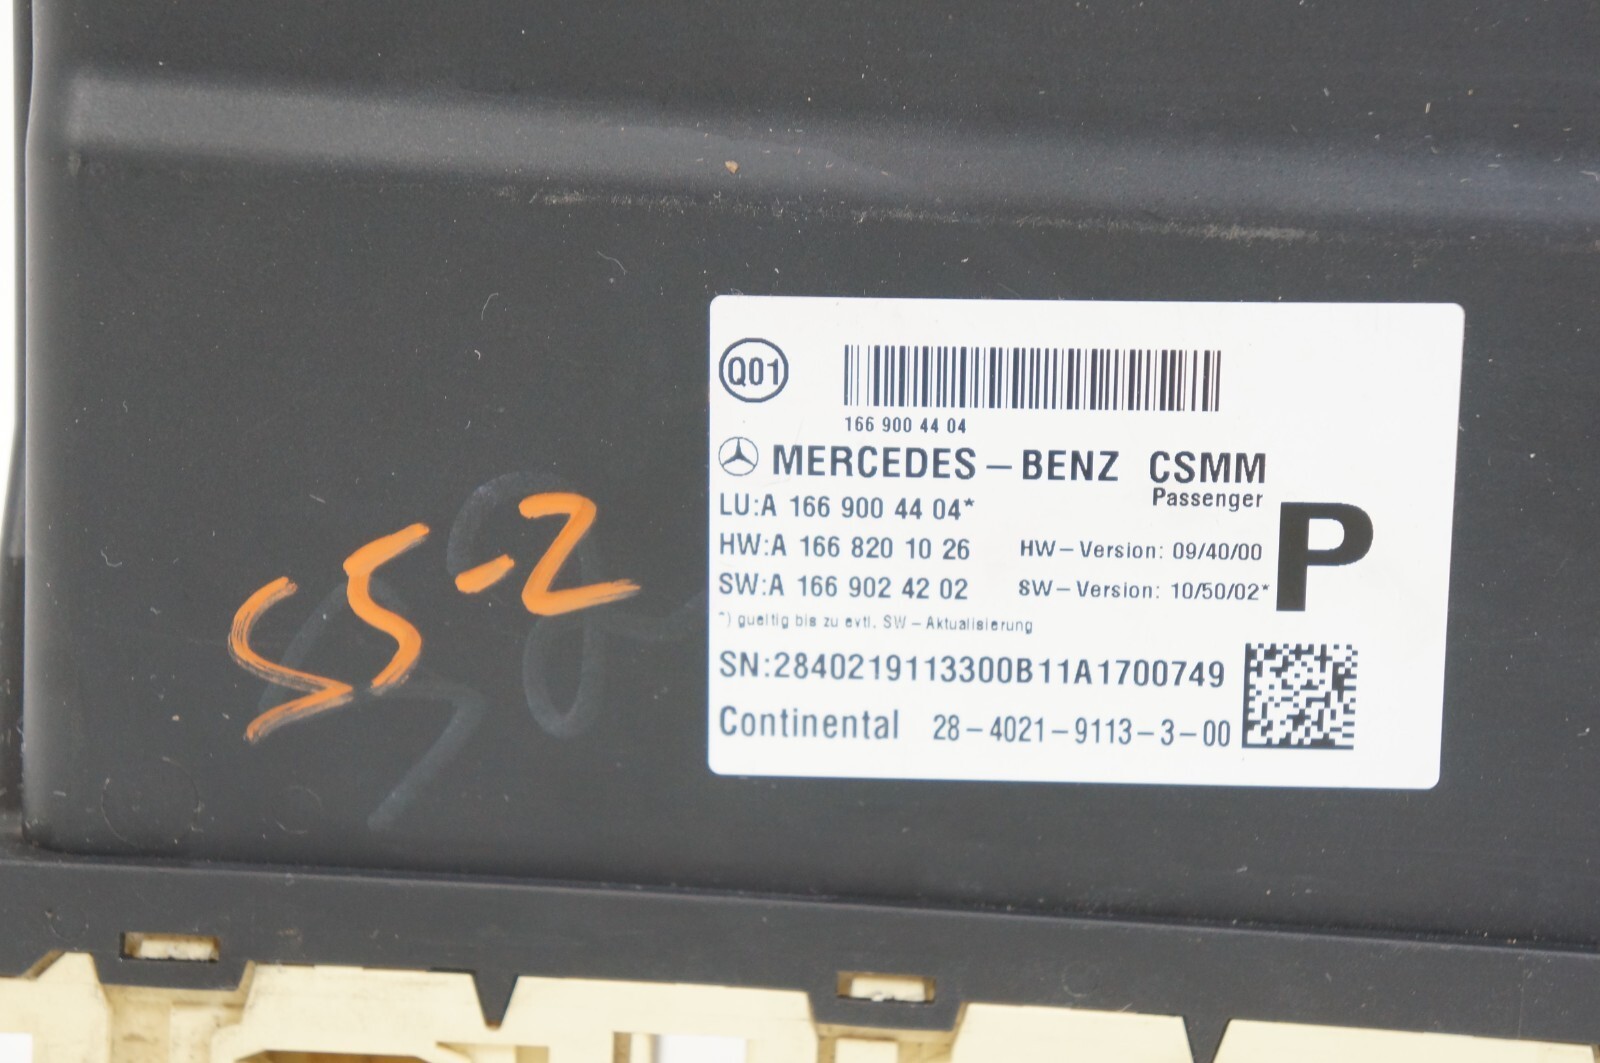 Q01
166 900 44 04
MERCEDES-BENZ CSMM
Passenger
P
LU:A 166 900 44 04*
HW:A 166 820 10 26 HW-Version: 09/40/00
SW:A 166 902 42 02 SW-Version: 10/50/02*
*) gueltig bis zu evtl. SW-Aktualisierung
SN:2840219113300B11A1700749
Continental 28-4021-9113-3-00
S5-2